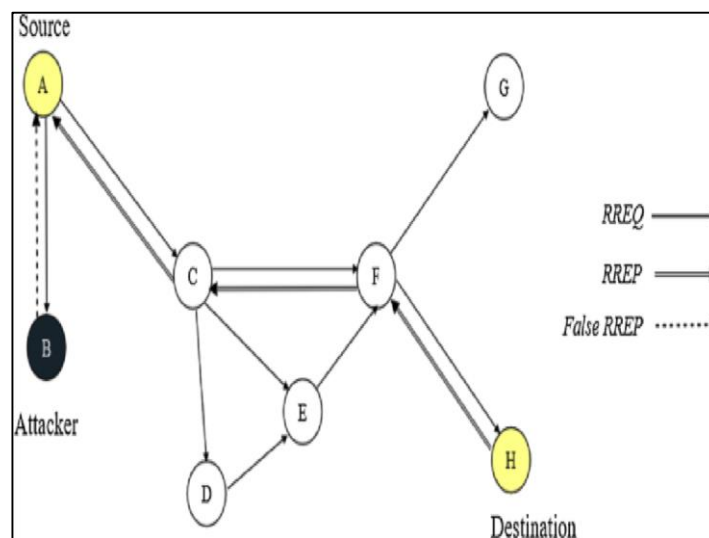 Source
A
G
RREQ
C
F
RREP
False RREP
B
Attacker
E
H
D
Destination